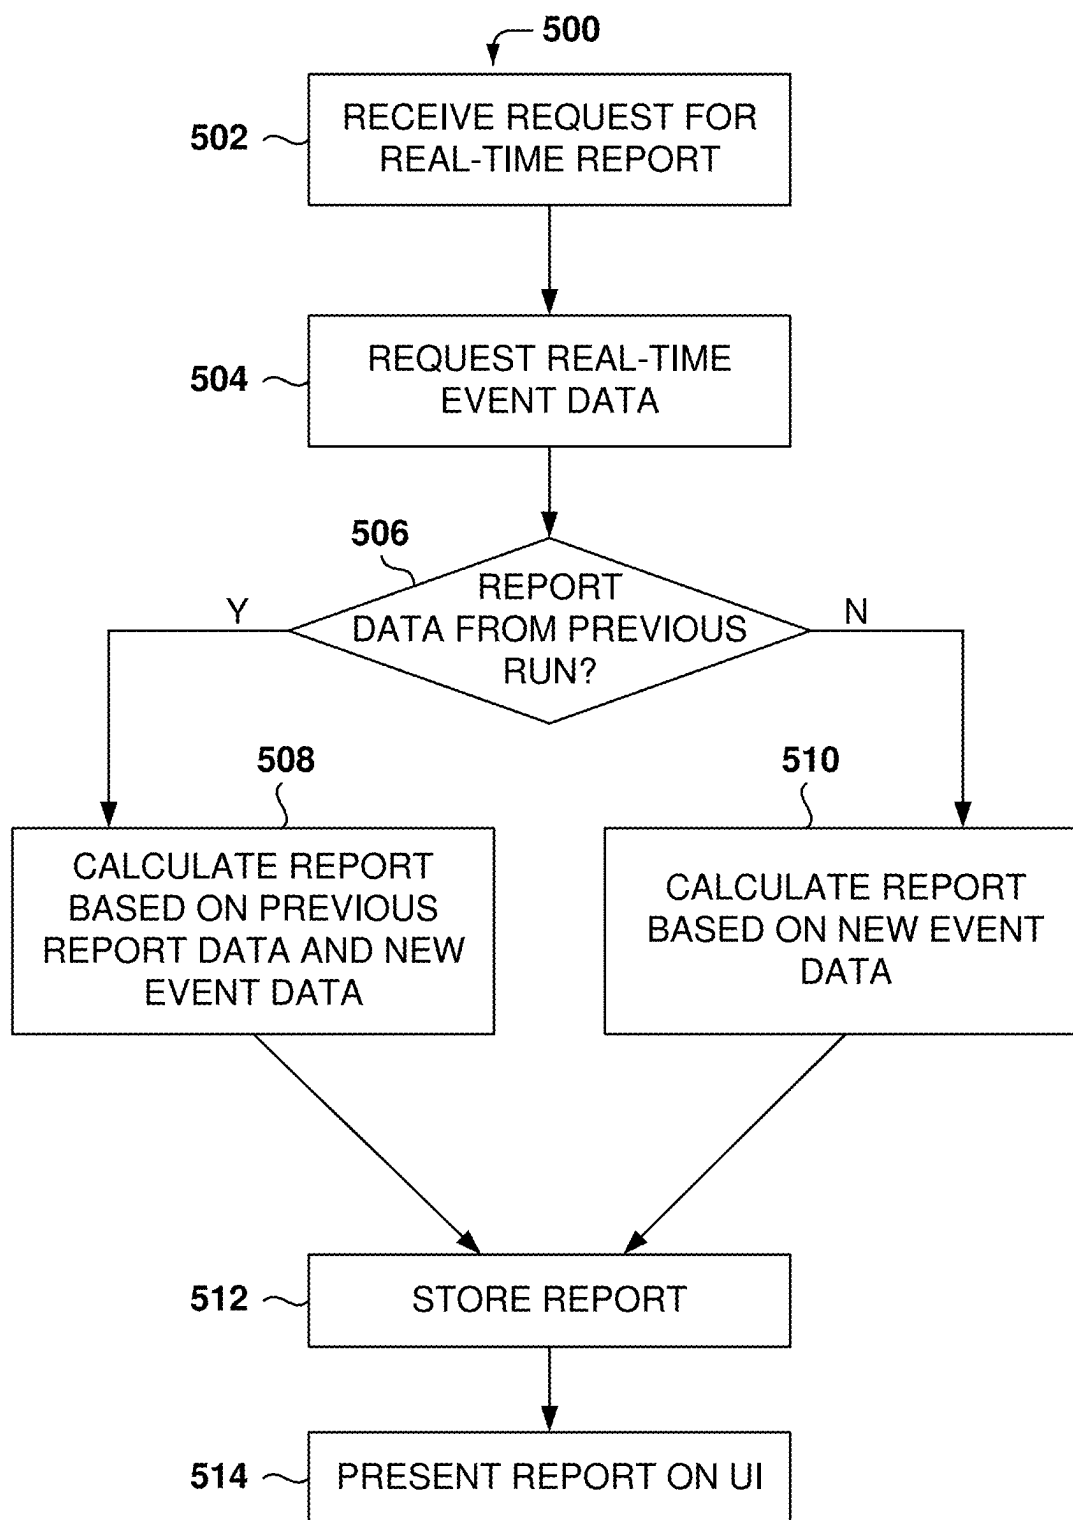 500
502
RECEIVE REQUEST FOR
REAL-TIME REPORT
504
REQUEST REAL-TIME
EVENT DATA
506
REPORT
DATA FROM PREVIOUS
RUN?
Y
N
508
CALCULATE REPORT
BASED ON PREVIOUS
REPORT DATA AND NEW
EVENT DATA
510
CALCULATE REPORT
BASED ON NEW EVENT
DATA
512
STORE REPORT
514
PRESENT REPORT ON UI